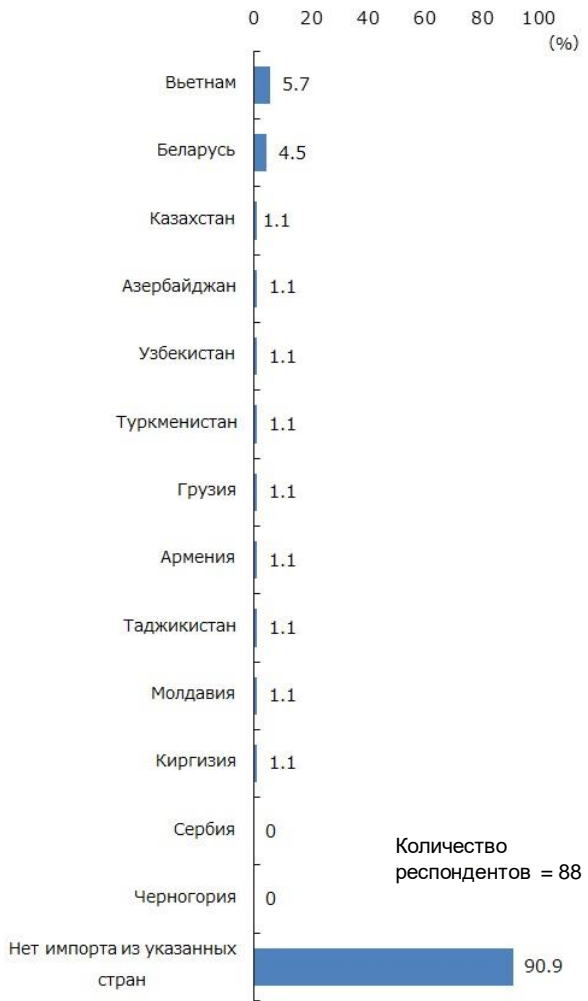 0 20 40 60 80 100
(%)
Вьетнам 5.7
Беларусь 4.5
Казахстан 1.1
Азербайджан 1.1
Узбекистан 1.1
Туркменистан 1.1
Грузия 1.1
Армения 1.1
Таджикистан 1.1
Молдавия 1.1
Киргизия 1.1
Сербия 0
Количество
респондентов = 88
Черногория 0
Нет импорта из указанных
стран 90.9